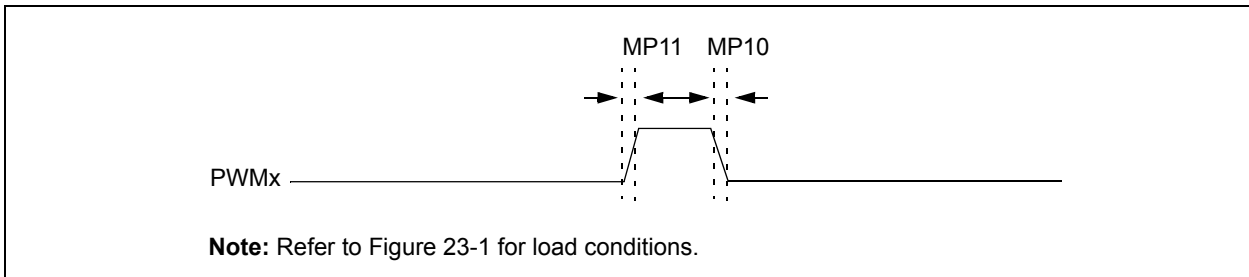 MP11 MP10
PWMx
Note: Refer to Figure 23-1 for load conditions.